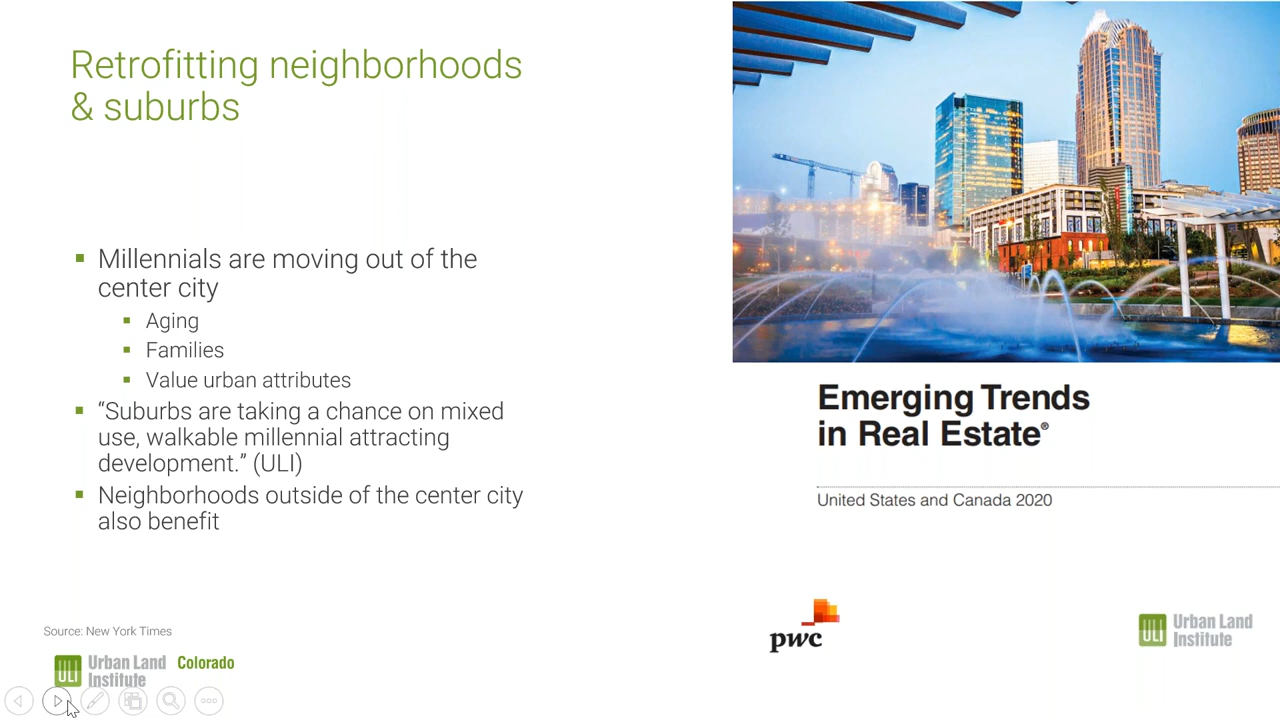 Retrofitting neighborhoods
& suburbs
Millennials are moving out of the
center city
Aging
Families
Value urban attributes
“Suburbs are taking a chance on mixed
use, walkable millennial attracting
development.” (ULI)
Neighborhoods outside of the center city
also benefit
Source: New York Times
ULI Urban Land Institute Colorado
Emerging Trends
in Real Estate®
United States and Canada 2020
pwc
ULI Urban Land
Institute